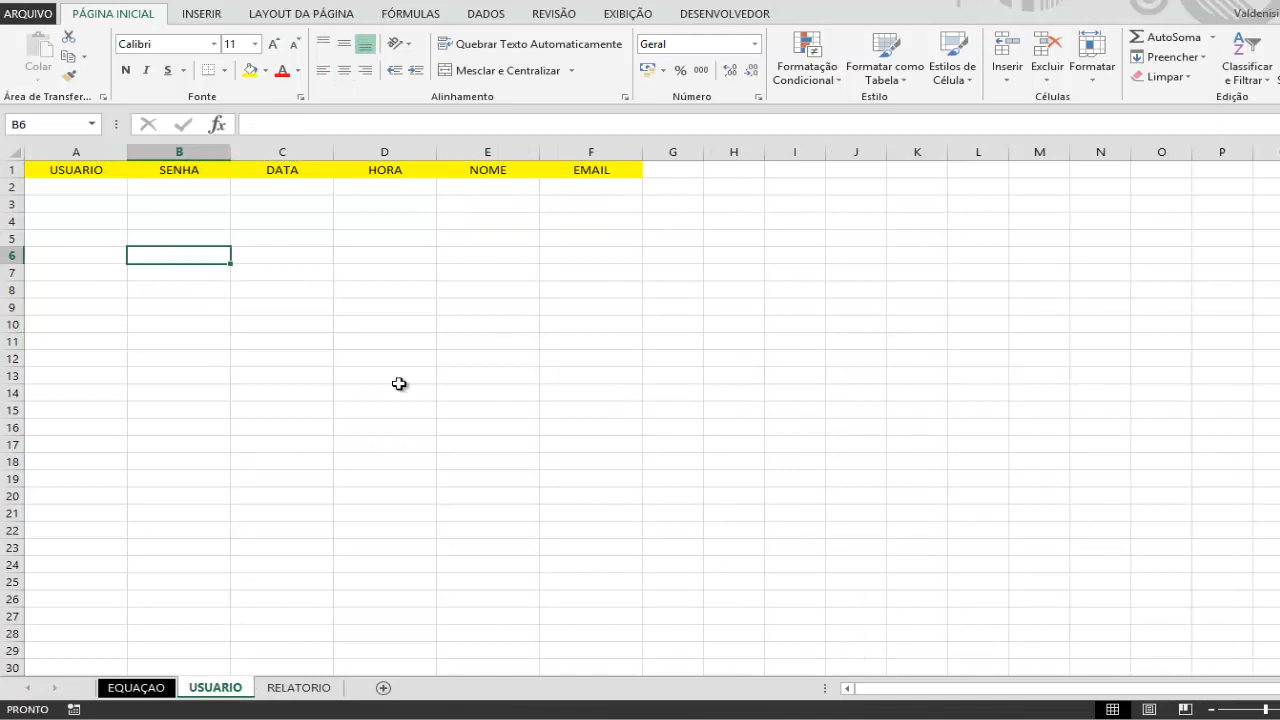 ARQUIVO PÁGINA INICIAL INSERIR LAYOUT DA PÁGINA FÓRMULAS DADOS REVISÃO EXIBIÇÃO DESENVOLVEDOR Valdenisi
Colar
Área de Transfer...
Calibri 11
N I S
Fonte
Quebrar Texto Automaticamente
Mesclar e Centralizar
Alinhamento
Geral
% 000
Número
Formatação Condicional
Formatar como Tabela
Estilos de Célula
Estilo
Inserir
Excluir
Formatar
Células
AutoSoma
Preencher
Limpar
Classificar e Filtrar
Edição
B6 fx
A B C D E F G H I J K L M N O P
1 USUARIO SENHA DATA HORA NOME EMAIL
2
3
4
5
6
7
8
9
10
11
12
13
14
15
16
17
18
19
20
21
22
23
24
25
26
27
28
29
30
EQUAÇAO USUARIO RELATORIO
PRONTO